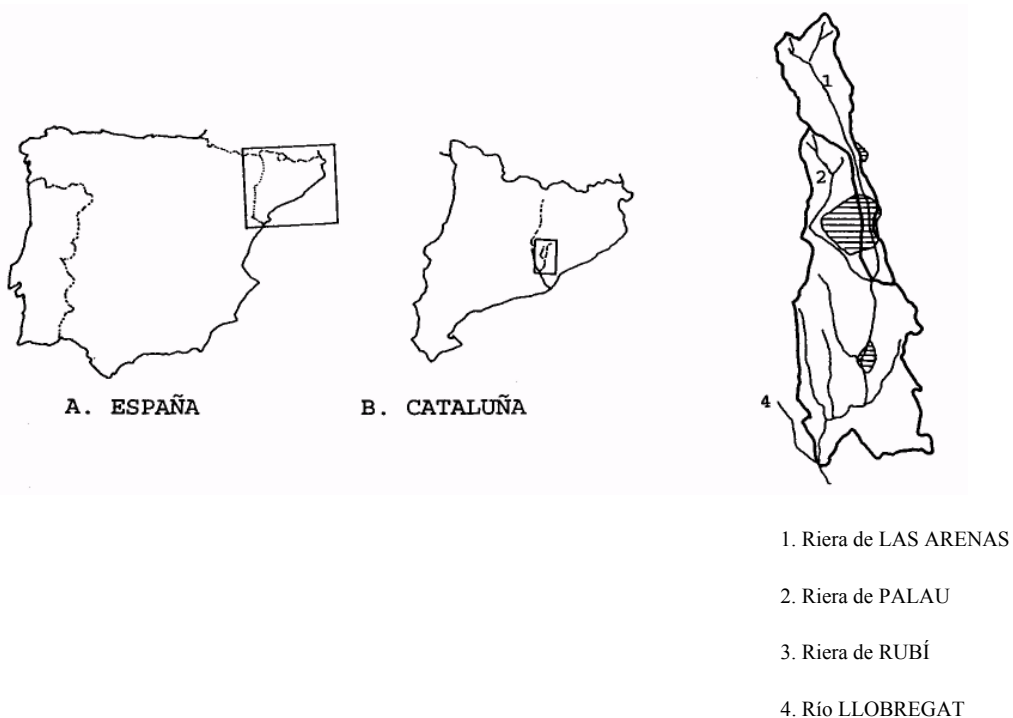 1
2
4
A. ESPAÑA
B. CATALUÑA
1. Riera de LAS ARENAS
2. Riera de PALAU
3. Riera de RUBÍ
4. Río LLOBREGAT